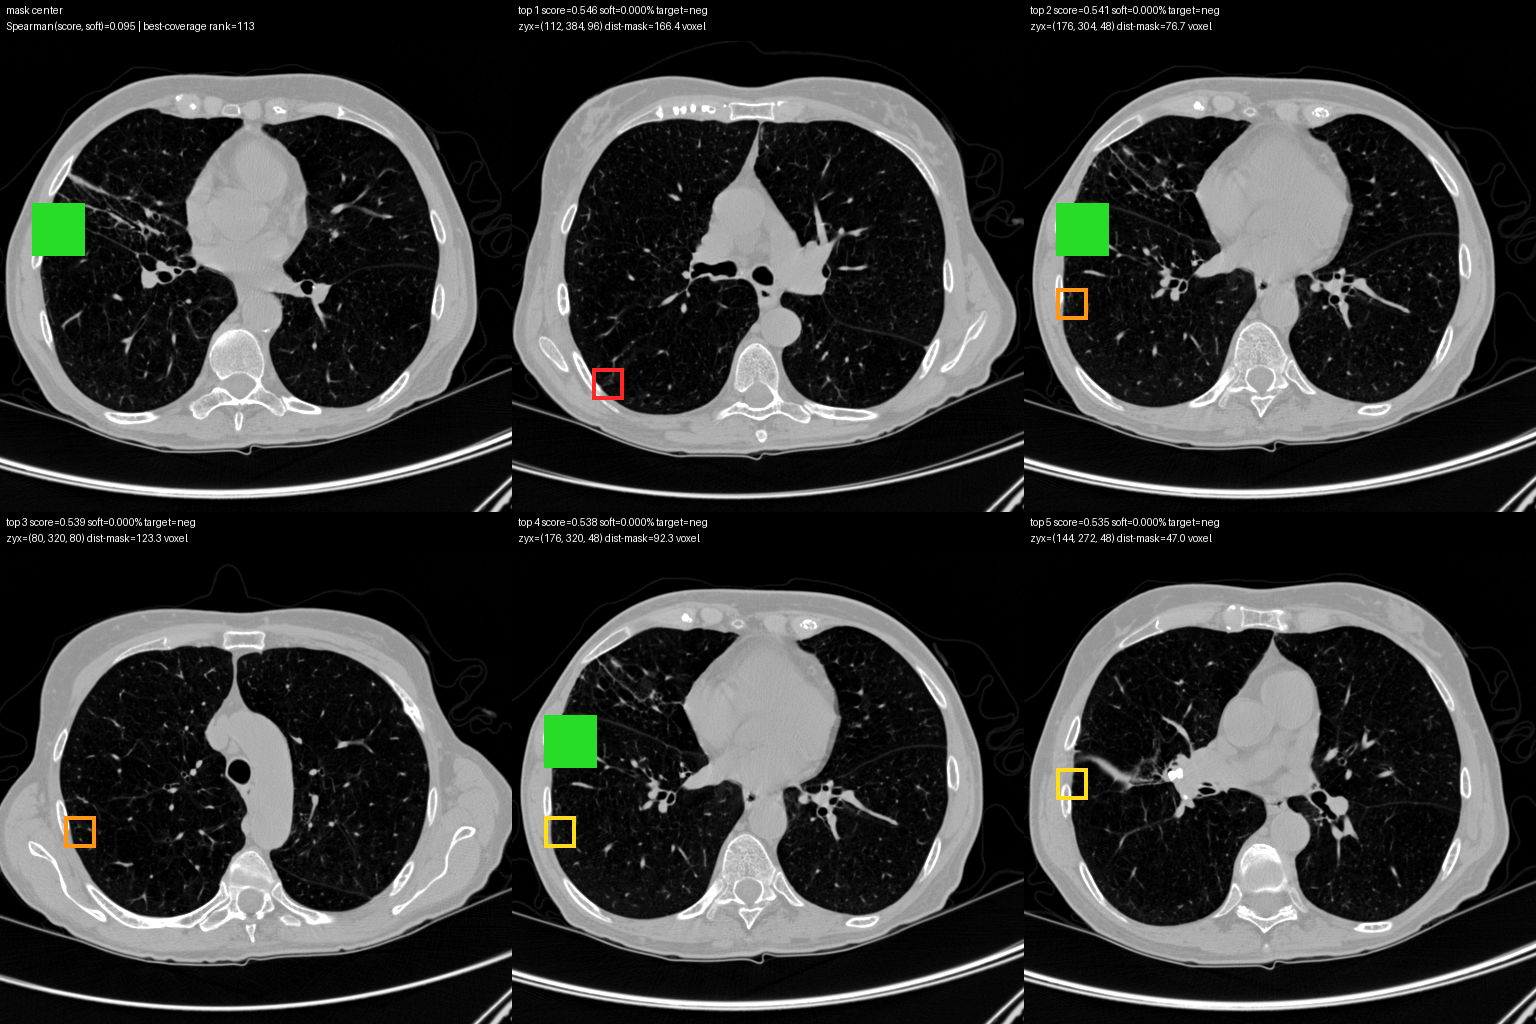 mask center
Spearman(score, soft)=0.095 | best-coverage rank=113
top 1 score=0.546 soft=0.000% target=neg
zyx=(112, 384, 96) dist-mask=166.4 voxel
top 2 score=0.541 soft=0.000% target=neg
zyx=(176, 304, 48) dist-mask=76.7 voxel
top 3 score=0.539 soft=0.000% target=neg
zyx=(80, 320, 80) dist-mask=123.3 voxel
top 4 score=0.538 soft=0.000% target=neg
zyx=(176, 320, 48) dist-mask=92.3 voxel
top 5 score=0.535 soft=0.000% target=neg
zyx=(144, 272, 48) dist-mask=47.0 voxel